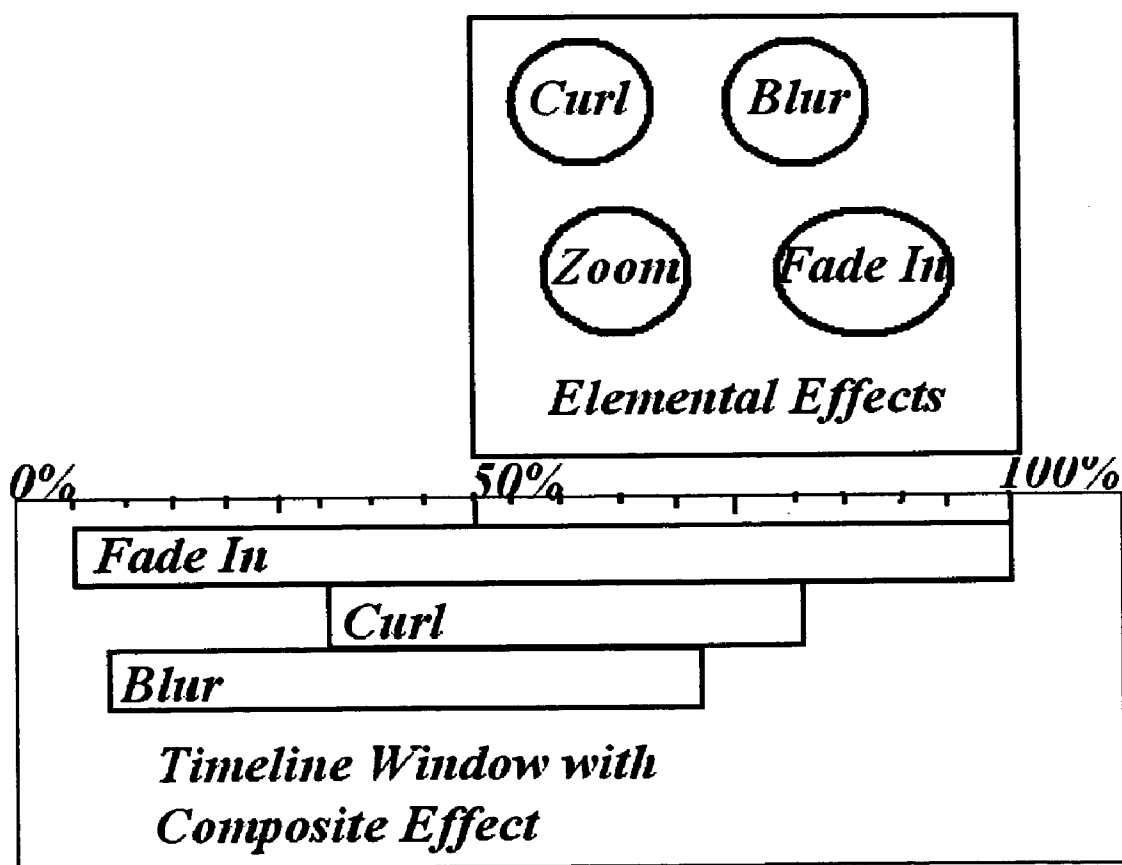 Curl Blur
Zoom Fade In
Elemental Effects
0% 50% 100%
Fade In
Curl
Blur
Timeline Window with
Composite Effect